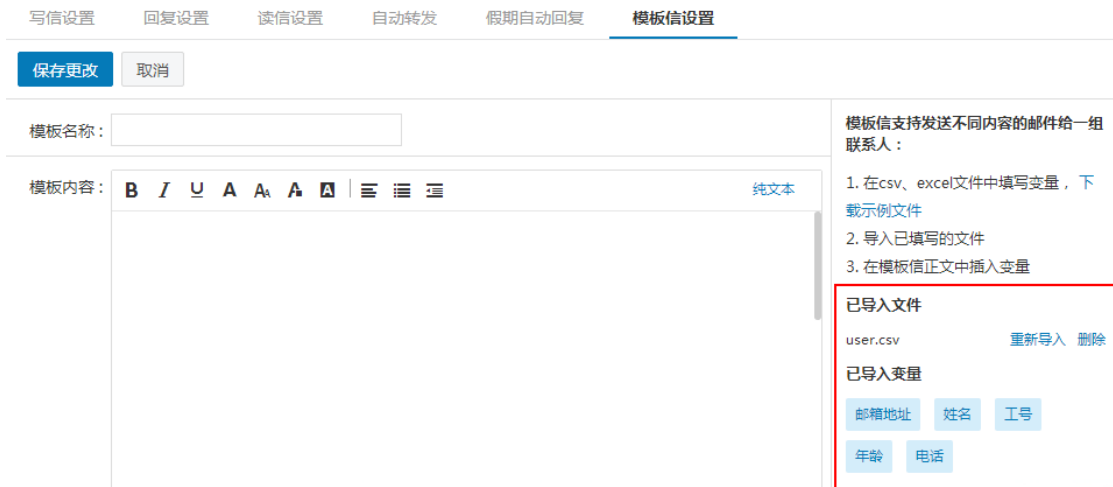 写信设置 回复设置 读信设置 自动转发 假期自动回复 模板信设置
保存更改 取消
模板名称：
模板内容： B I U A AA A A 纯文本
模板信支持发送不同内容的邮件给一组
联系人：
1. 在csv、excel文件中填写变量，下
载示例文件
2. 导入已填写的文件
3. 在模板信正文中插入变量
已导入文件
user.csv 重新导入 删除
已导入变量
邮箱地址 姓名 工号
年龄 电话